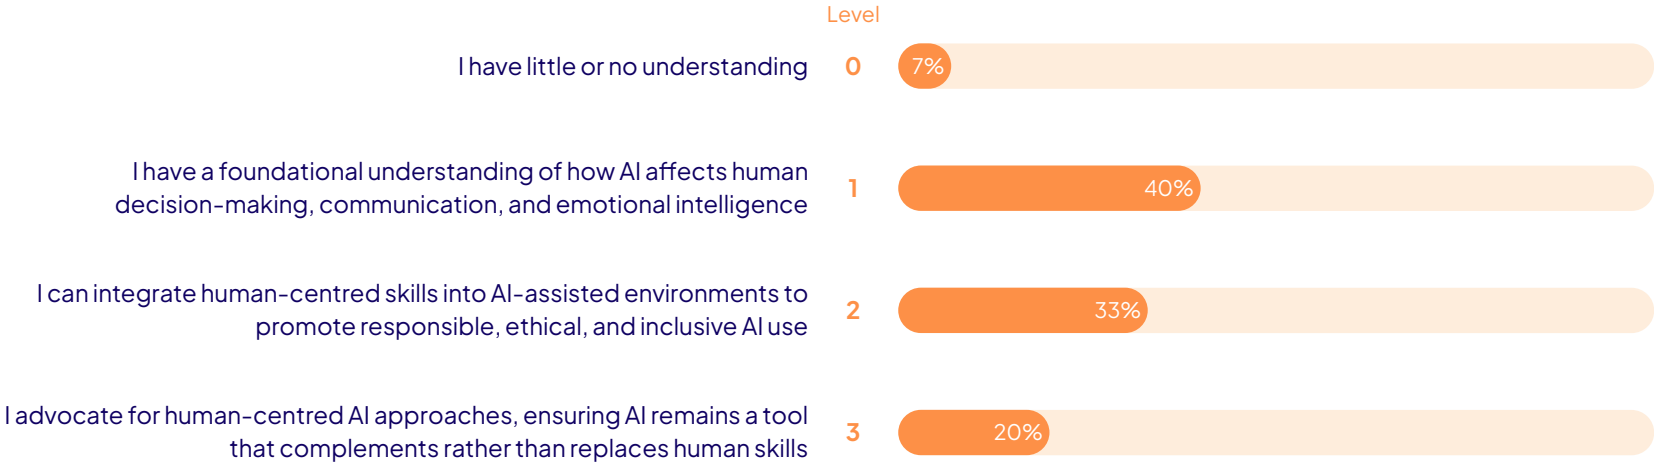 Level
I have little or no understanding 0 7%
I have a foundational understanding of how AI affects human
decision-making, communication, and emotional intelligence
1 40%
I can integrate human-centred skills into AI-assisted environments to
promote responsible, ethical, and inclusive AI use
2 33%
I advocate for human-centred AI approaches, ensuring AI remains a tool
that complements rather than replaces human skills
3 20%